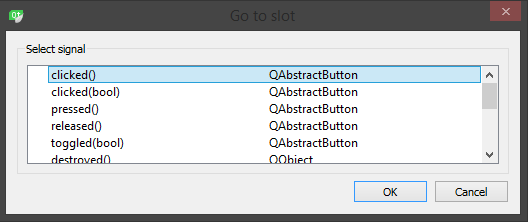 Go to slot
Select signal
clicked() QAbstractButton
clicked(bool) QAbstractButton
pressed() QAbstractButton
released() QAbstractButton
toggled(bool) QAbstractButton
destroyed() QObject
OK Cancel